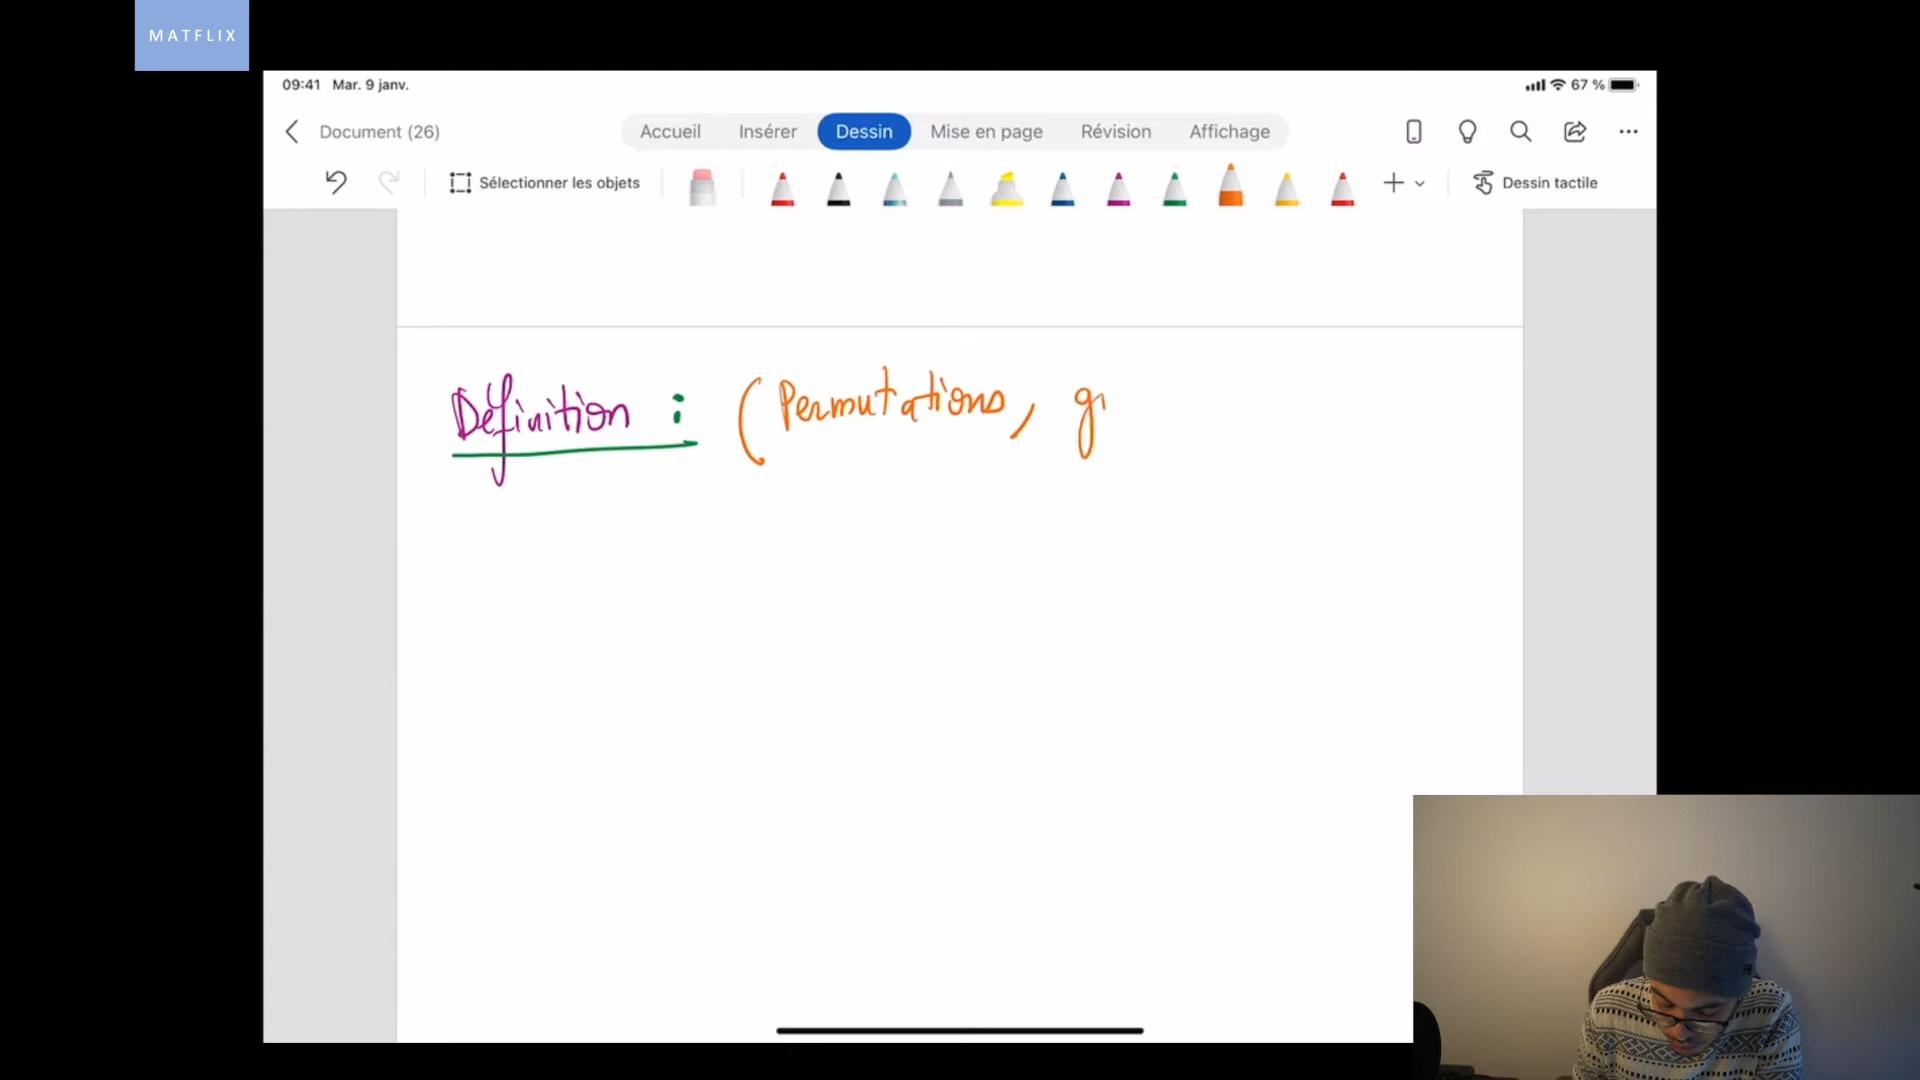 MATFLIX
09:41 Mar. 9 janv. 67 %
Document (26) Accueil Insérer Dessin Mise en page Révision Affichage
Sélectionner les objets Dessin tactile
Définition : (Permutations, gr